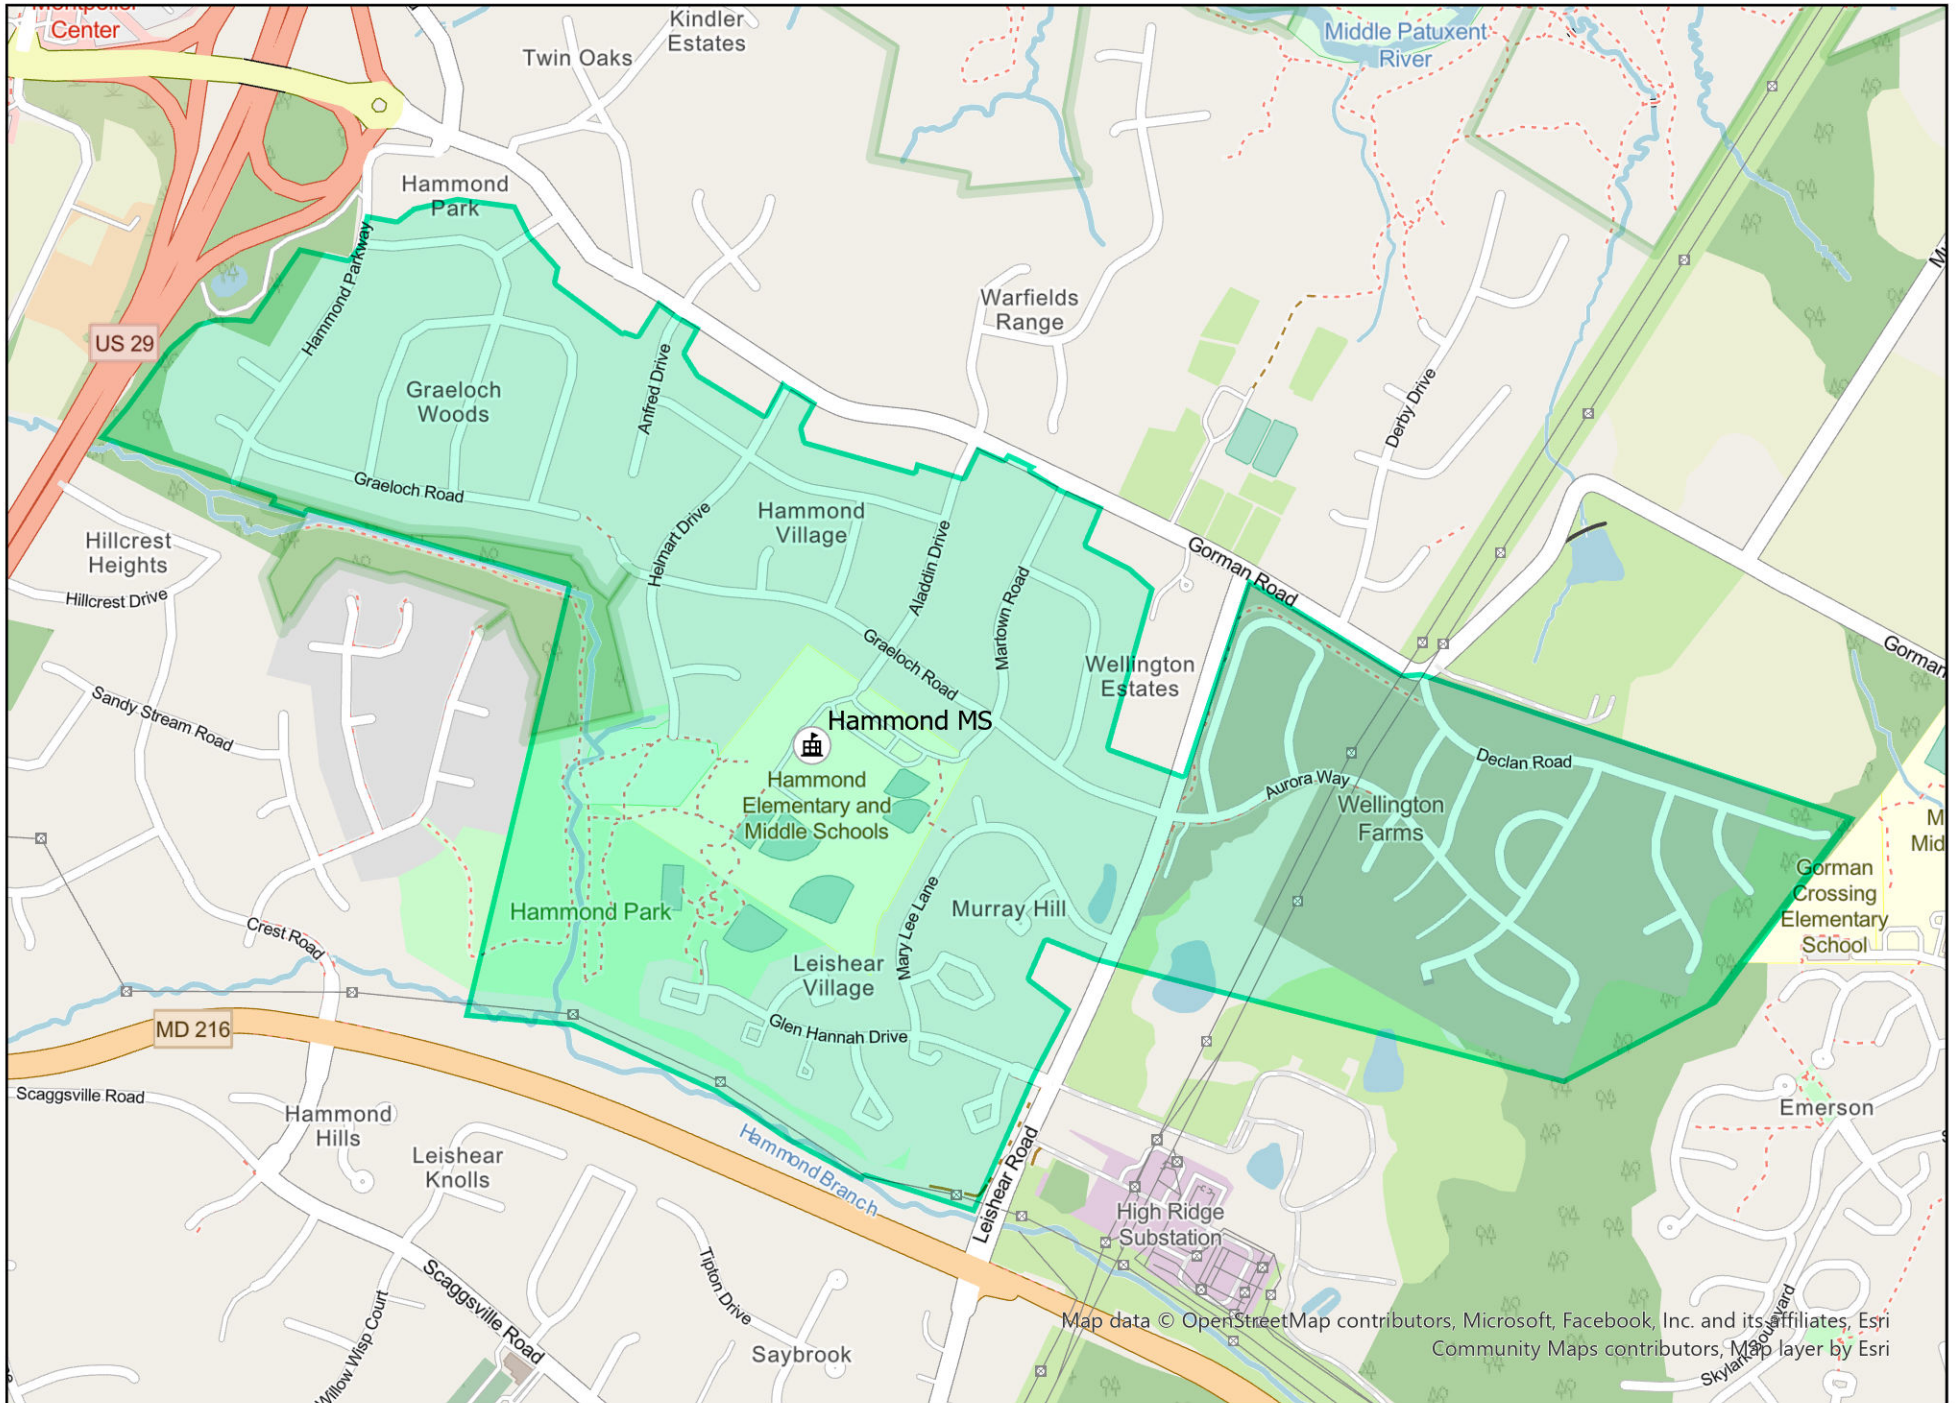 Center
Kindler
Estates
Twin Oaks
Middle Patuxent
River
Hammond
Park
Hammond Parkway
Warfields
Range
US 29
Graeloch
Woods
Anfred Drive
Derby Drive
Graeloch Road
Hammond
Village
Helmart Drive
Aladdin Drive
Hillcrest
Heights
Hillcrest Drive
Gorman Road
Martown Road
Graeloch Road
Wellington
Estates
Gorman
Sandy Stream Road
Hammond MS
Hammond
Elementary and
Middle Schools
Declan Road
Aurora Way
Wellington
Farms
Mid
Gorman
Crossing
Elementary
School
Hammond Park
Murray Hill
Mary Lee Lane
Crest Road
Leishear
Village
MD 216
Glen Hannah Drive
Scaggsville Road
Hammond
Hills
Emerson
Leishear
Knolls
Hammond Branch
Leishear Road
High Ridge
Substation
Tipton Drive
Scaggsville Road
Willow Wisp Court
Saybrook
Skylark Boulevard
Map data © OpenStreetMap contributors, Microsoft, Facebook, Inc. and its affiliates, Esri
Community Maps contributors, Map layer by Esri